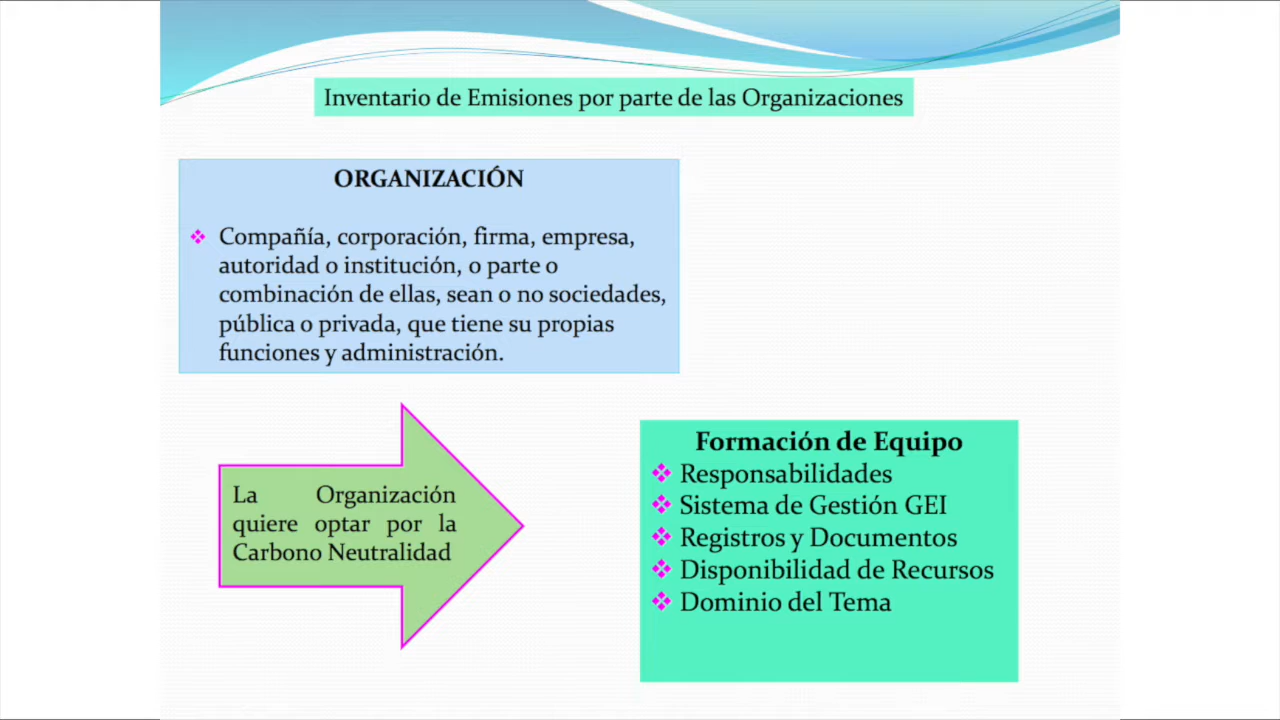 Inventario de Emisiones por parte de las Organizaciones
ORGANIZACIÓN
❖ Compañía, corporación, firma, empresa,
autoridad o institución, o parte o
combinación de ellas, sean o no sociedades,
pública o privada, que tiene su propias
funciones y administración.
La Organización
quiere optar por la
Carbono Neutralidad
Formación de Equipo
❖ Responsabilidades
❖ Sistema de Gestión GEI
❖ Registros y Documentos
❖ Disponibilidad de Recursos
❖ Dominio del Tema